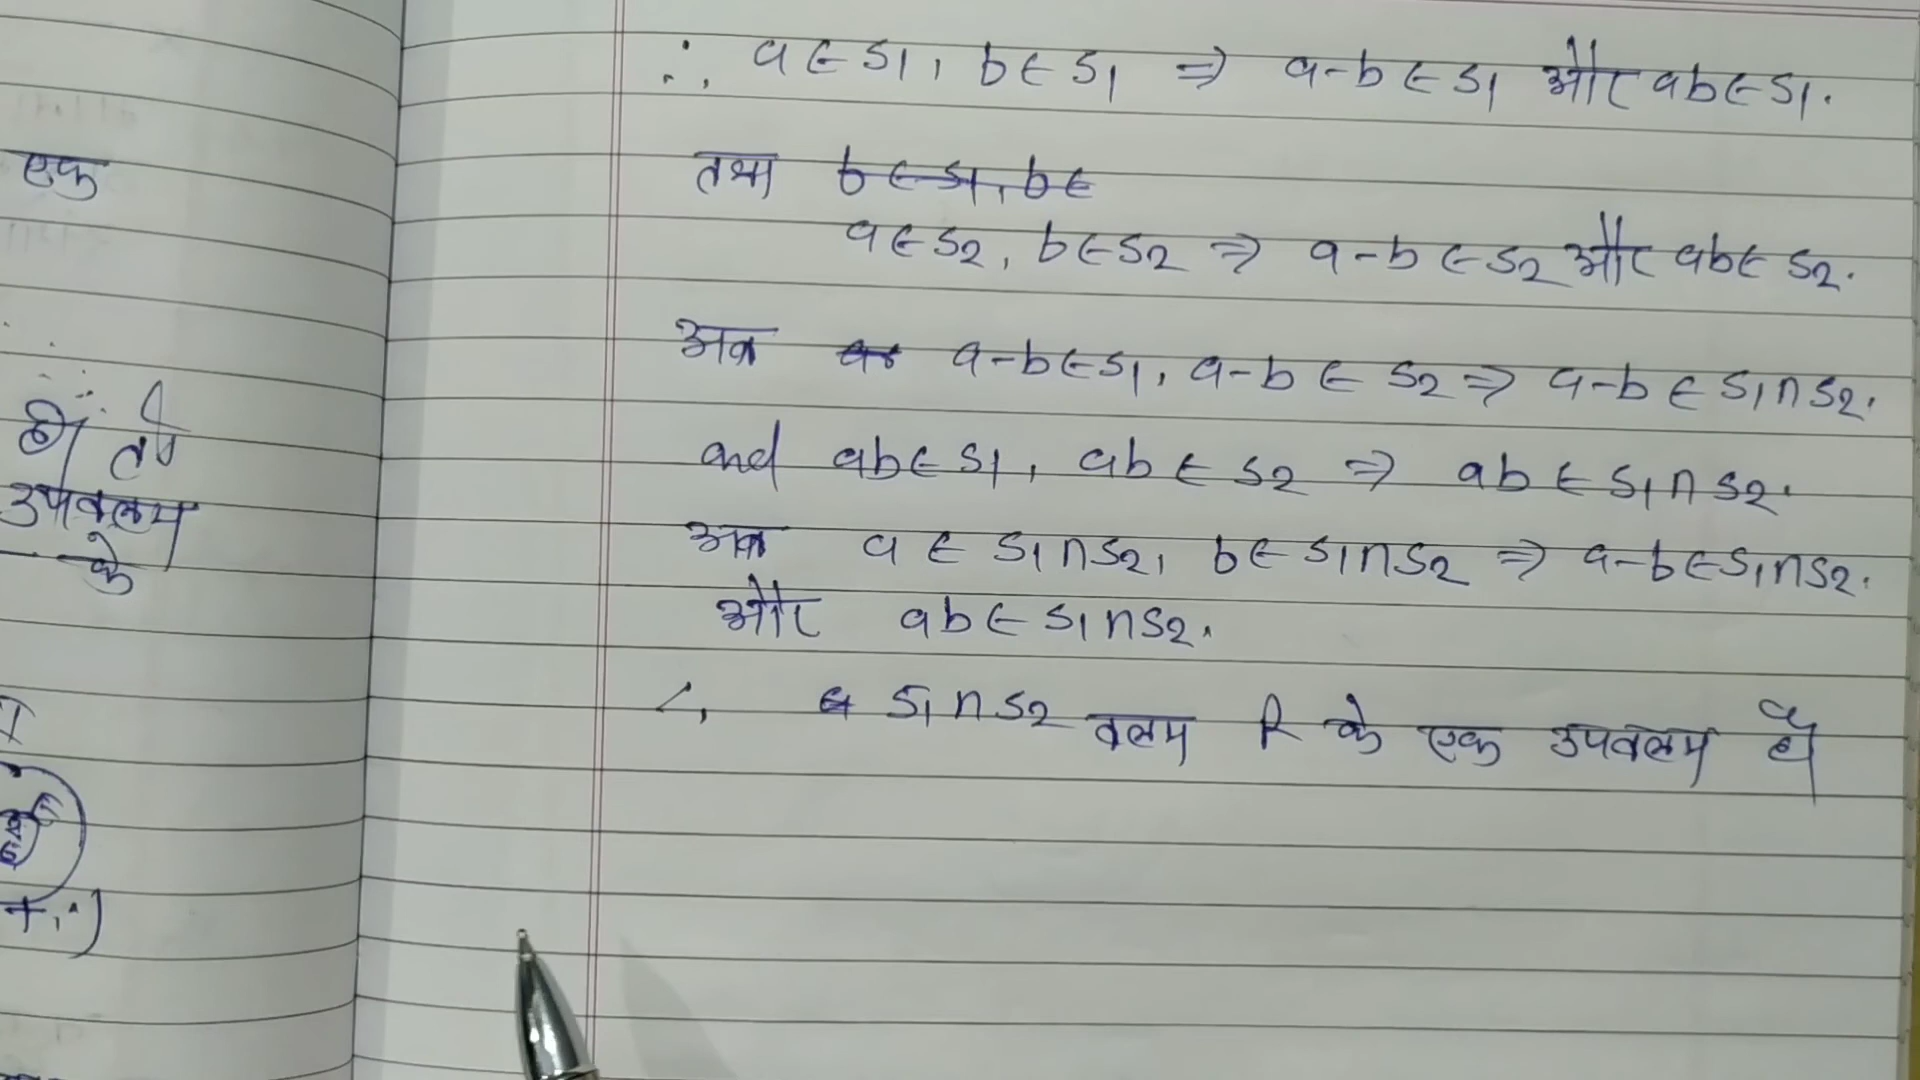 एक
हो तो
उपवलय
के
+, ·)
∴ a ∈ S1, b ∈ S1 ⇒ a-b ∈ S1 और ab ∈ S1.
तथा b ∈ S1, b ∈
a ∈ S2, b ∈ S2 ⇒ a-b ∈ S2 और ab ∈ S2.
अब a-b ∈ S1, a-b ∈ S2 ⇒ a-b ∈ S1 ∩ S2.
and ab ∈ S1, ab ∈ S2 ⇒ ab ∈ S1 ∩ S2.
अब a ∈ S1 ∩ S2, b ∈ S1 ∩ S2 ⇒ a-b ∈ S1 ∩ S2.
और ab ∈ S1 ∩ S2.
∴ S1 ∩ S2 वलय R के एक उपवलय है